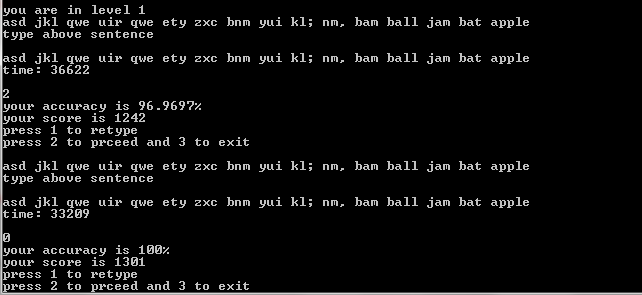 you are in level 1
asd jkl qwe uir qwe ety zxc bnm yui kl; nm, bam ball jam bat apple
type above sentence
asd jkl qwe uir qwe ety zxc bnm yui kl; nm, bam ball jam bat apple
time: 36622
2
your accuracy is 96.9697%
your score is 1242
press 1 to retype
press 2 to prceed and 3 to exit
asd jkl qwe uir qwe ety zxc bnm yui kl; nm, bam ball jam bat apple
type above sentence
asd jkl qwe uir qwe ety zxc bnm yui kl; nm, bam ball jam bat apple
time: 33209
0
your accuracy is 100%
your score is 1301
press 1 to retype
press 2 to prceed and 3 to exit